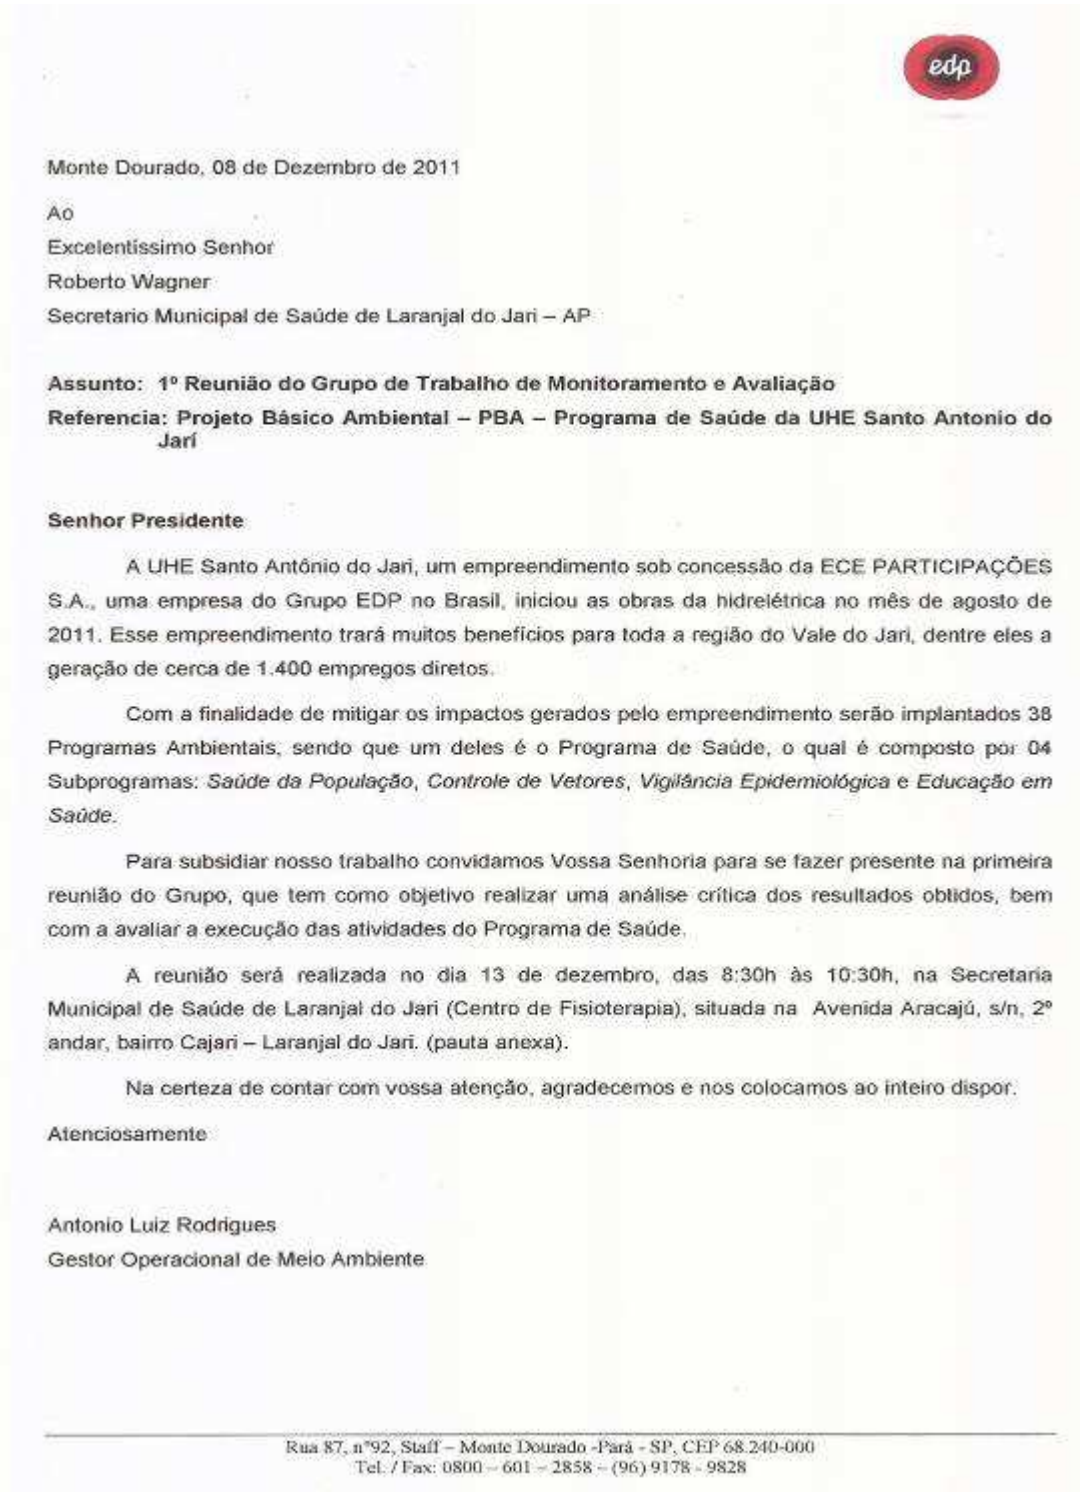 edp
Monte Dourado, 08 de Dezembro de 2011
Ao
Excelentíssimo Senhor
Roberto Wagner
Secretario Municipal de Saúde de Laranjal do Jari – AP
Assunto: 1º Reunião do Grupo de Trabalho de Monitoramento e Avaliação
Referencia: Projeto Básico Ambiental – PBA – Programa de Saúde da UHE Santo Antonio do
Jarí
Senhor Presidente
A UHE Santo Antônio do Jari, um empreendimento sob concessão da ECE PARTICIPAÇÕES
S.A., uma empresa do Grupo EDP no Brasil, iniciou as obras da hidrelétrica no mês de agosto de
2011. Esse empreendimento trará muitos benefícios para toda a região do Vale do Jari, dentre eles a
geração de cerca de 1.400 empregos diretos.
Com a finalidade de mitigar os impactos gerados pelo empreendimento serão implantados 38
Programas Ambientais, sendo que um deles é o Programa de Saúde, o qual é composto por 04
Subprogramas: Saúde da População, Controle de Vetores, Vigilância Epidemiológica e Educação em
Saúde.
Para subsidiar nosso trabalho convidamos Vossa Senhoria para se fazer presente na primeira
reunião do Grupo, que tem como objetivo realizar uma análise crítica dos resultados obtidos, bem
com a avaliar a execução das atividades do Programa de Saúde.
A reunião será realizada no dia 13 de dezembro, das 8:30h às 10:30h, na Secretaria
Municipal de Saúde de Laranjal do Jari (Centro de Fisioterapia), situada na Avenida Aracajú, s/n, 2º
andar, bairro Cajari – Laranjal do Jari. (pauta anexa).
Na certeza de contar com vossa atenção, agradecemos e nos colocamos ao inteiro dispor.
Atenciosamente
Antonio Luiz Rodrigues
Gestor Operacional de Meio Ambiente
Rua 87, nº92, Staff – Monte Dourado -Pará - SP, CEP 68.240-000
Tel. / Fax: 0800 – 601 – 2858 – (96) 9178 - 9828